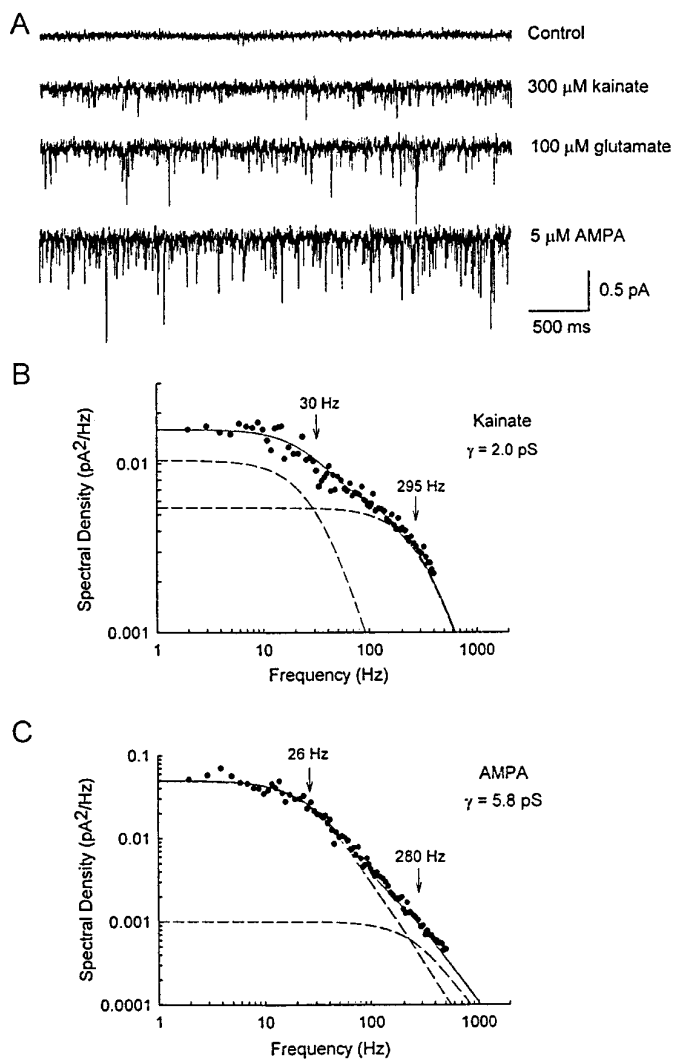 A
Control
300 μM kainate
100 μM glutamate
5 μM AMPA
0.5 pA
500 ms
B
30 Hz
Kainate
γ = 2.0 pS
295 Hz
0.01
0.001
Spectral Density (pA²/Hz)
1 10 100 1000
Frequency (Hz)
C
0.1
26 Hz
AMPA
γ = 5.8 pS
280 Hz
0.01
0.001
0.0001
Spectral Density (pA²/Hz)
1 10 100 1000
Frequency (Hz)